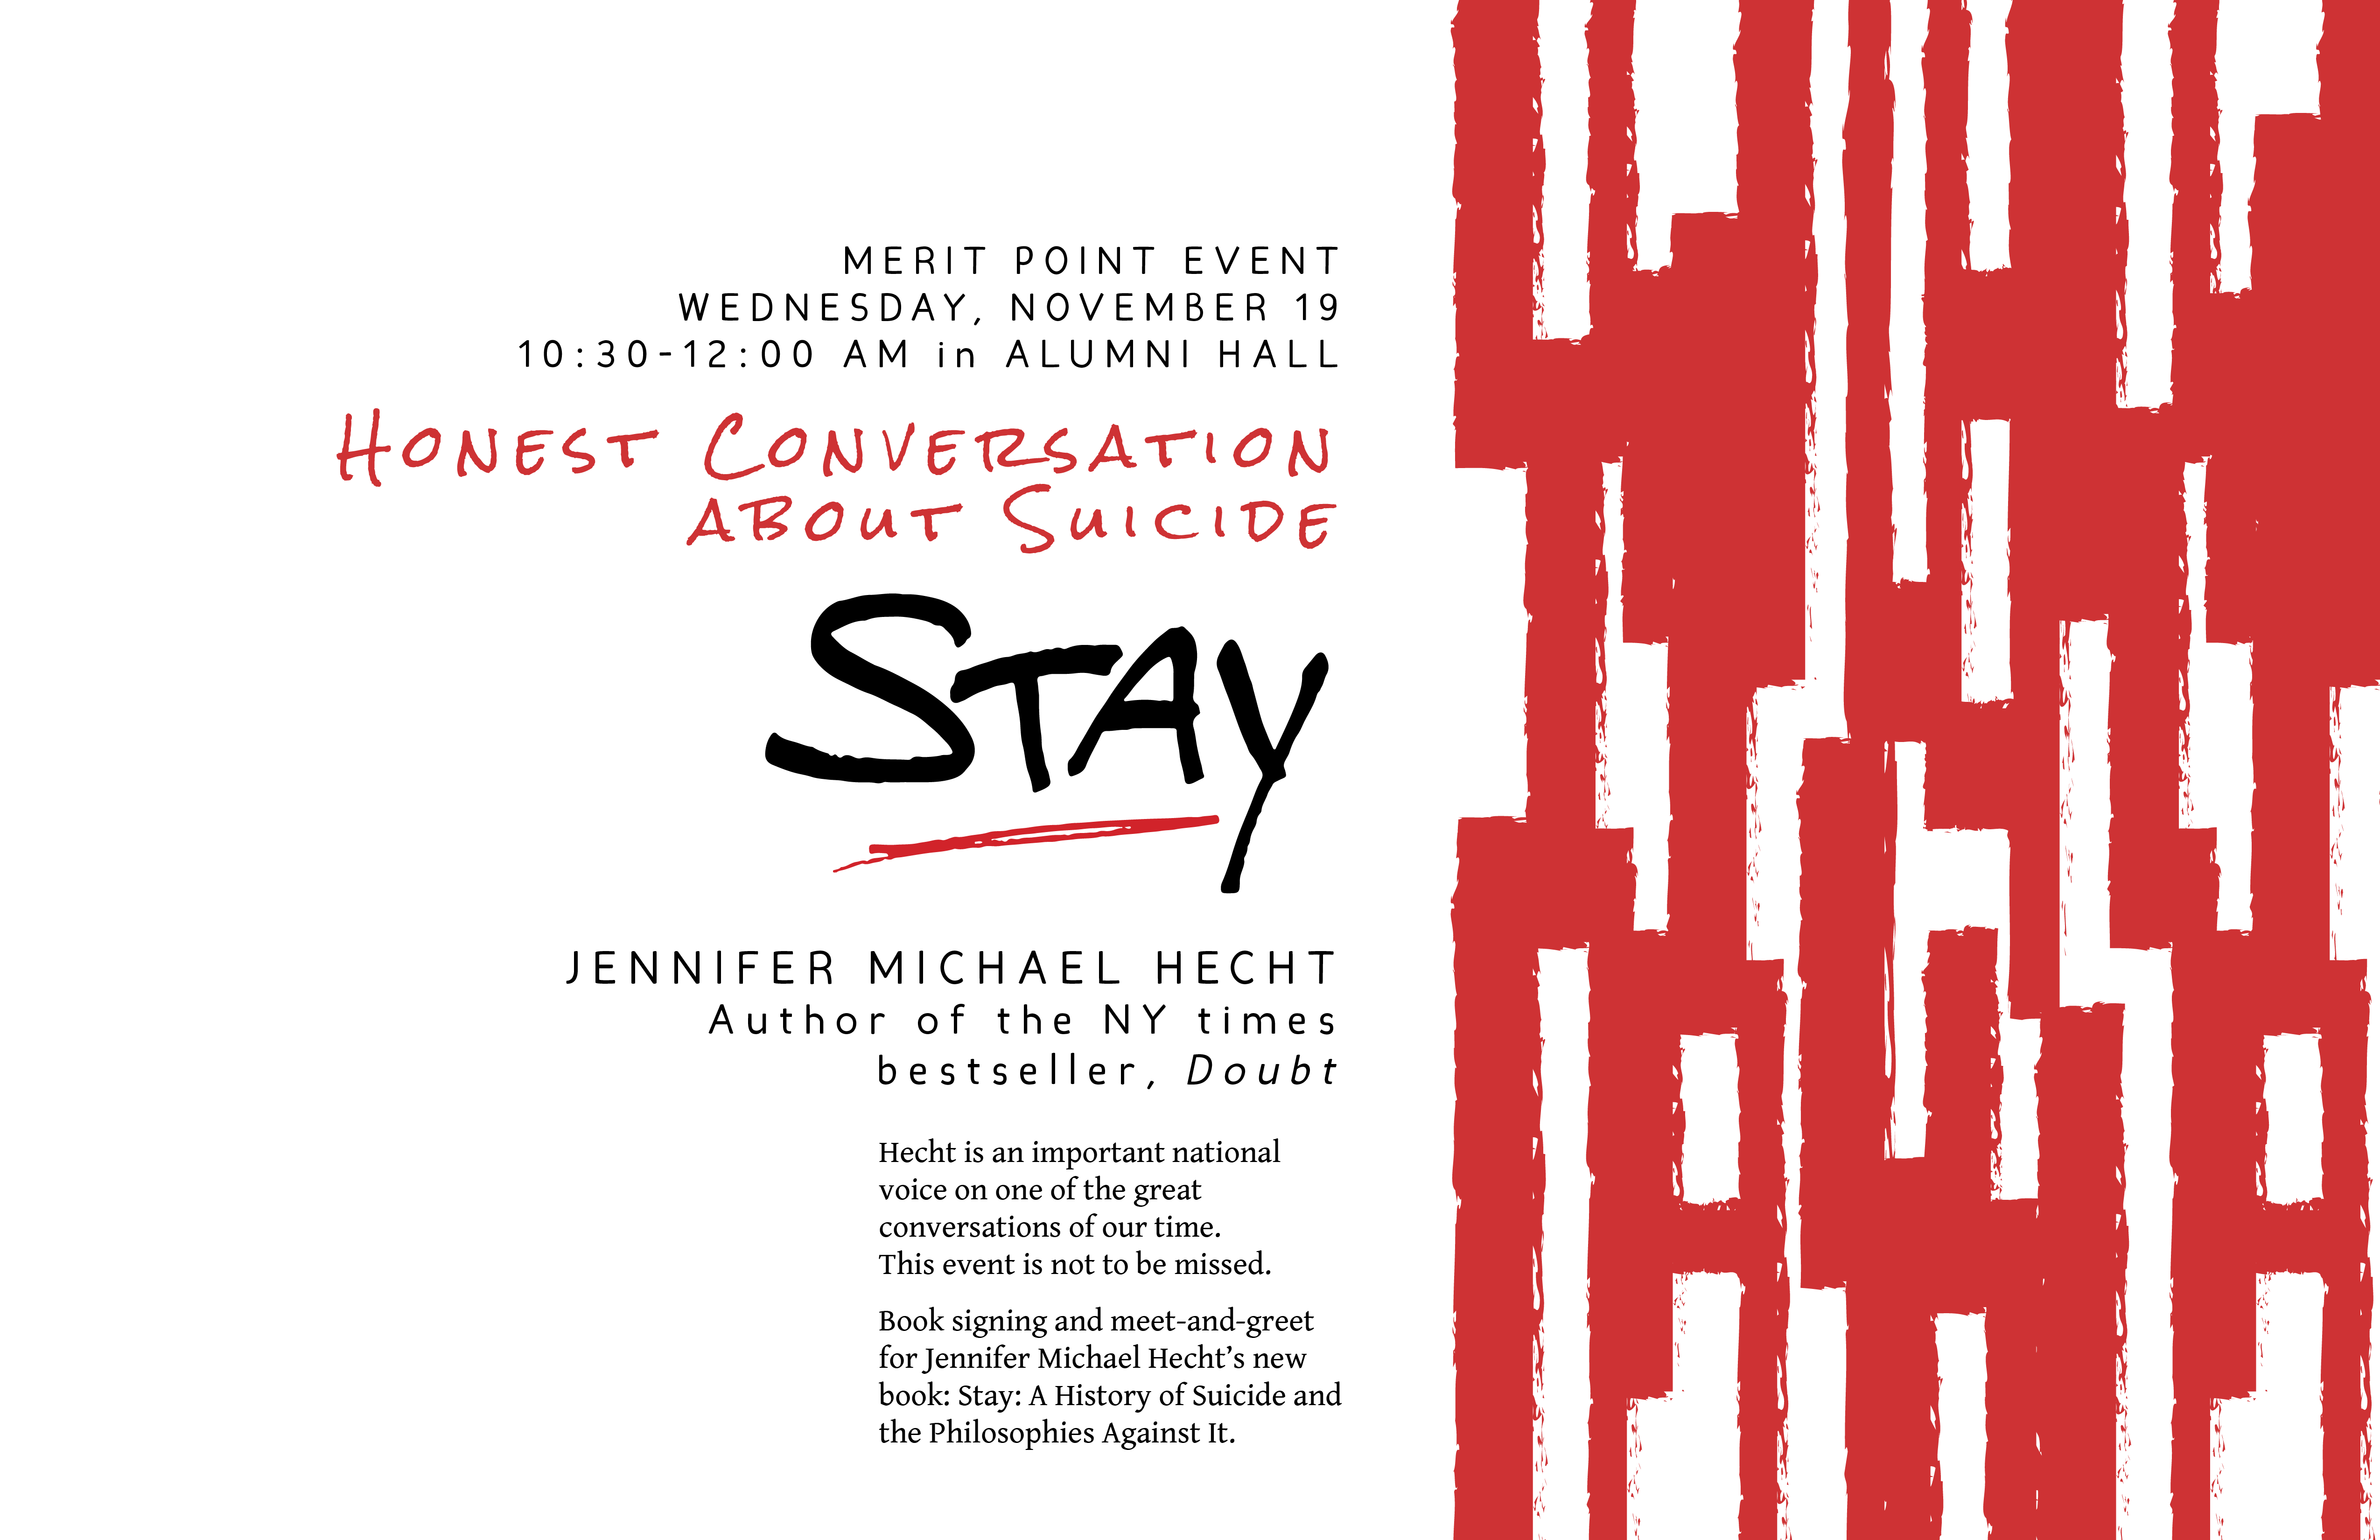 MERIT POINT EVENT
WEDNESDAY, NOVEMBER 19
10:30-12:00 AM in ALUMNI HALL
HONEST CONVERSATION
ABOUT SUICIDE
STAY
JENNIFER MICHAEL HECHT
Author of the NY times
bestseller, Doubt
Hecht is an important national
voice on one of the great
conversations of our time.
This event is not to be missed.
Book signing and meet-and-greet
for Jennifer Michael Hecht’s new
book: Stay: A History of Suicide and
the Philosophies Against It.